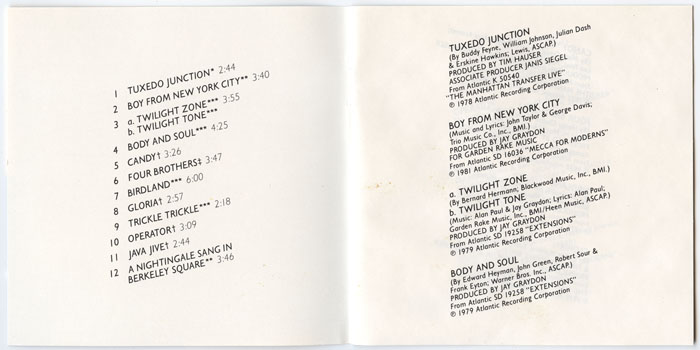 1 TUXEDO JUNCTION* 2:44
2 BOY FROM NEW YORK CITY** 3:40
3 a. TWILIGHT ZONE*** 3:55
b. TWILIGHT TONE***
4 BODY AND SOUL*** 4:25
5 CANDY† 3:26
6 FOUR BROTHERS‡ 3:47
7 BIRDLAND*** 6:00
8 GLORIA† 2:57
9 TRICKLE TRICKLE*** 2:18
10 OPERATOR† 3:09
11 JAVA JIVE† 2:44
12 A NIGHTINGALE SANG IN
BERKELEY SQUARE** 3:46
TUXEDO JUNCTION
(By Buddy Feyne, William Johnson, Julian Dash
& Erskine Hawkins; Lewis, ASCAP.)
PRODUCED BY TIM HAUSER
ASSOCIATE PRODUCER JANIS SIEGEL
From Atlantic K 50540
"THE MANHATTAN TRANSFER LIVE"
℗ 1978 Atlantic Recording Corporation
BOY FROM NEW YORK CITY
(Music and Lyrics: John Taylor & George Davis;
Trio Music Co., Inc., BMI.)
PRODUCED BY JAY GRAYDON
FOR GARDEN RAKE MUSIC
From Atlantic SD 16036 "MECCA FOR MODERNS"
℗ 1981 Atlantic Recording Corporation
a. TWILIGHT ZONE
(By Bernard Hermann, Blackwood Music, Inc., BMI.)
b. TWILIGHT TONE
(Music: Alan Paul & Jay Graydon; Lyrics: Alan Paul;
Garden Rake Music, Inc., BMI/Heen Music, ASCAP.)
PRODUCED BY JAY GRAYDON
From Atlantic SD 19258 "EXTENSIONS"
℗ 1979 Atlantic Recording Corporation
BODY AND SOUL
(By Edward Heyman, John Green, Robert Sour &
Frank Eyton; Warner Bros. Inc., ASCAP.)
PRODUCED BY JAY GRAYDON
From Atlantic SD 19258 "EXTENSIONS"
℗ 1979 Atlantic Recording Corporation